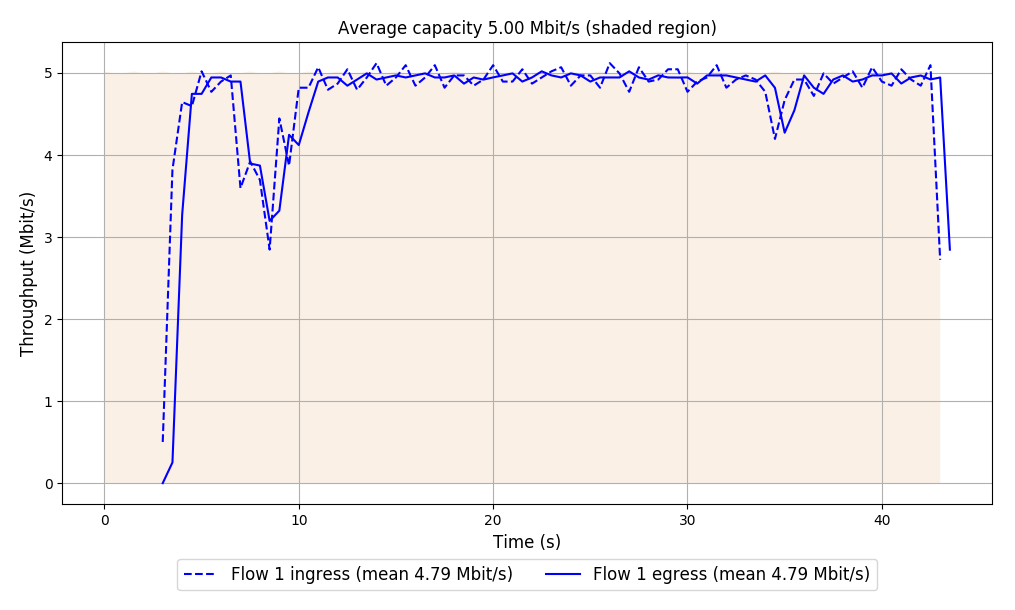 Average capacity 5.00 Mbit/s (shaded region)
Throughput (Mbit/s)
5
4
3
2
1
0
0 10 20 30 40
Time (s)
Flow 1 ingress (mean 4.79 Mbit/s) Flow 1 egress (mean 4.79 Mbit/s)